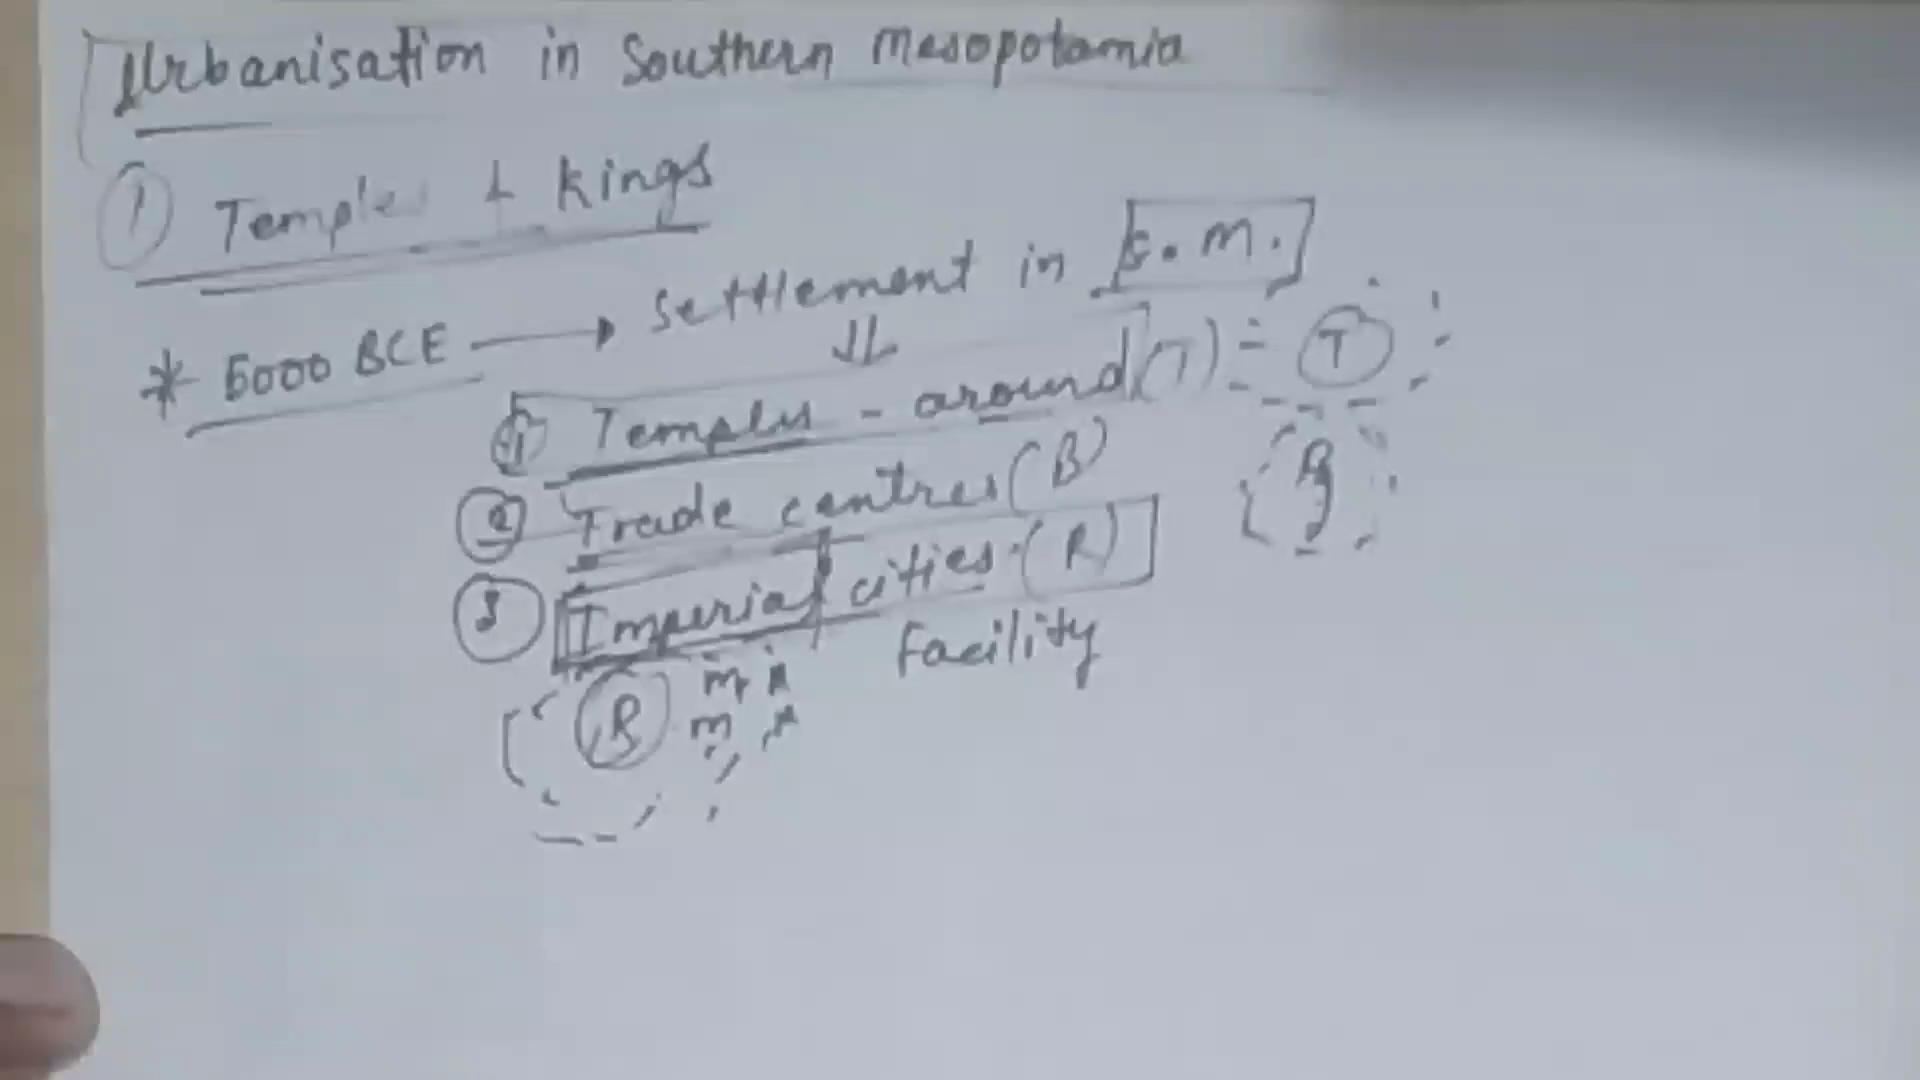 Urbanisation in Southern Mesopotamia
① Temples + kings
* 5000 BCE → Settlement in S.M.
① Temples - around (T) = T
② Trade centres (B) B
③ Imperial cities. (R)
Facility
R m
m